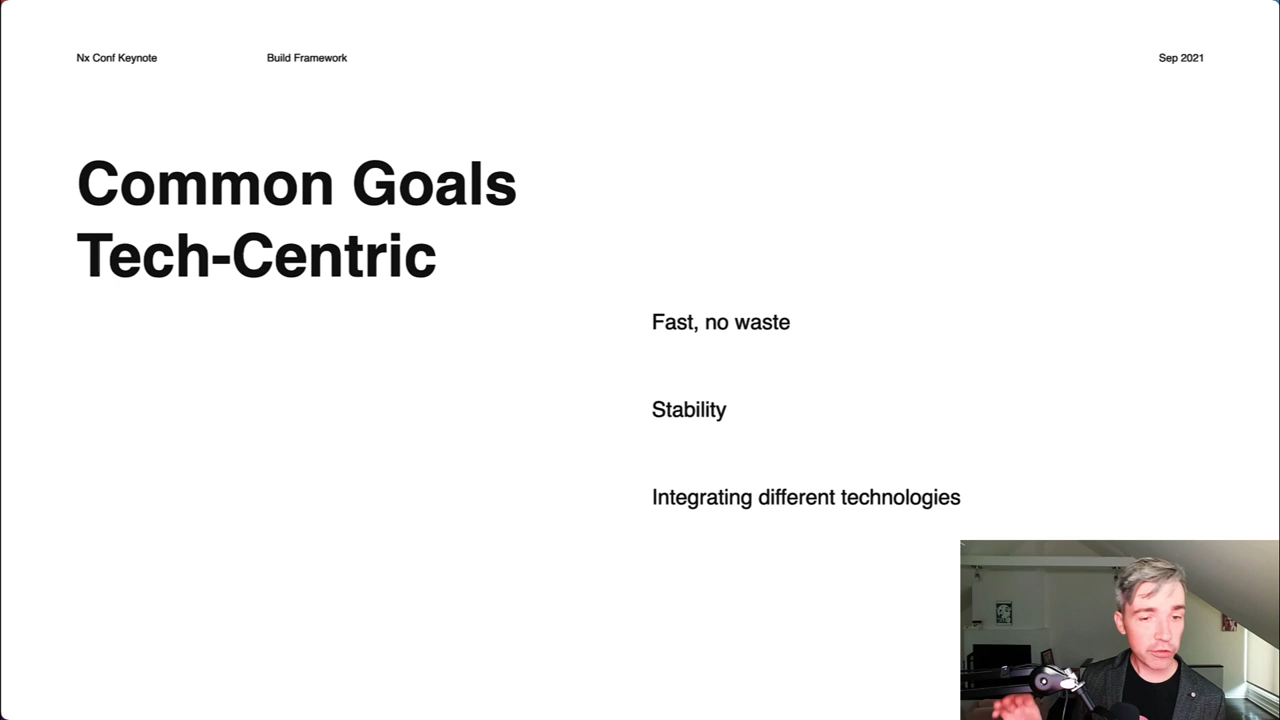 Nx Conf Keynote
Build Framework
Sep 2021
Common Goals
Tech-Centric
Fast, no waste
Stability
Integrating different technologies